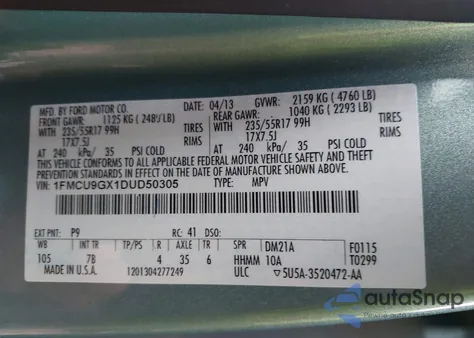 MFD. BY FORD MOTOR CO.
04/13 GVWR: 2159 KG ( 4760 LB)
FRONT GAWR: 1125 KG ( 2481 LB) REAR GAWR: 1040 KG ( 2293 LB)
WITH 235/55R17 99H TIRES WITH 235/55R17 99H TIRES
17X7.5J RIMS 17X7.5J RIMS
AT 240 kPa/ 35 PSI COLD AT 240 kPa/ 35 PSI COLD
THIS VEHICLE CONFORMS TO ALL APPLICABLE FEDERAL MOTOR VEHICLE
SAFETY AND THEFT PREVENTION STANDARDS IN EFFECT ON THE DATE OF
MANUFACTURE SHOWN ABOVE.
VIN: 1FMCU9GX1DUD50305 TYPE: MPV
EXT PNT: P9 RC: 41 DSO:
WB INT TR TP/PS R AXLE TR SPR DM21A F0115
105 7B 4 35 6 HHMM 10A T0299
MADE IN U.S.A. 1201304277249 ULC 5U5A-3520472-AA
autoSnap